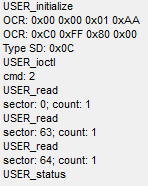 USER_initialize
OCR: 0x00 0x00 0x01 0xAA
OCR: 0xC0 0xFF 0x80 0x00
Type SD: 0x0C
USER_ioctl
cmd: 2
USER_read
sector: 0; count: 1
USER_read
sector: 63; count: 1
USER_read
sector: 64; count: 1
USER_status